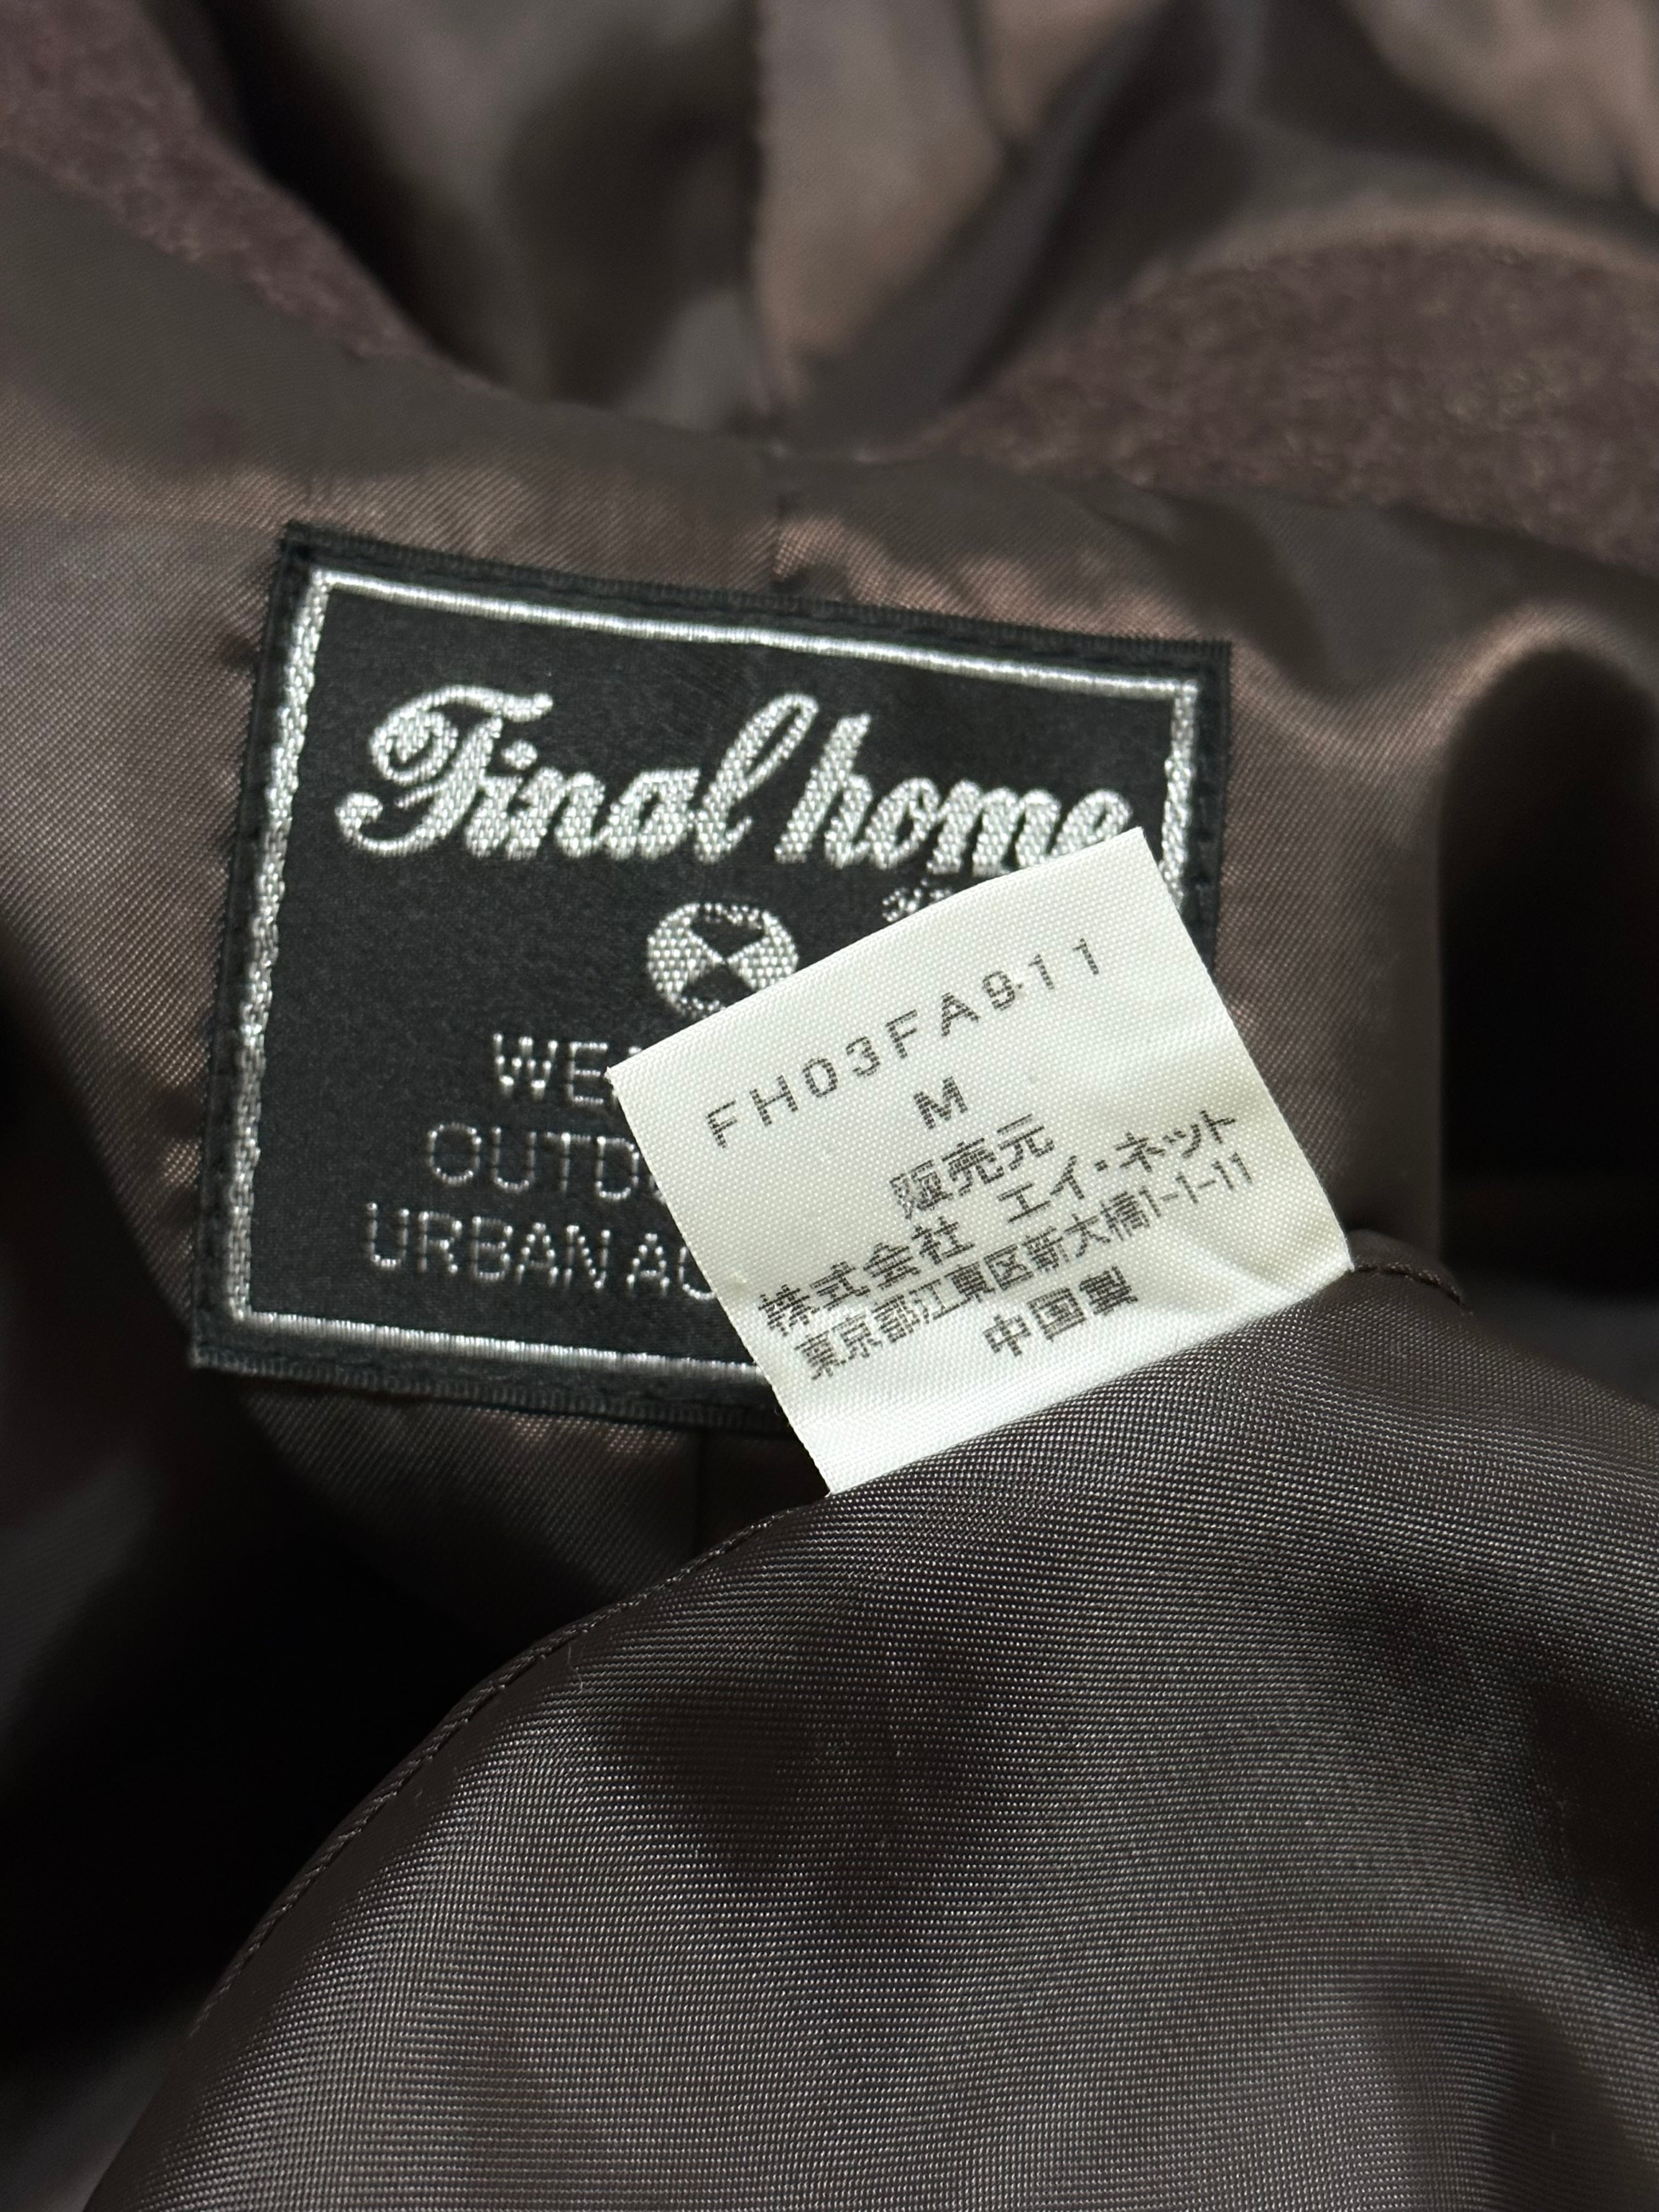 Final home
WE
OUTD
URBAN AC
FH03FA911
M
販売元
株式会社 エイ・ネット
東京都江東区新大橋1-1-11
中国製